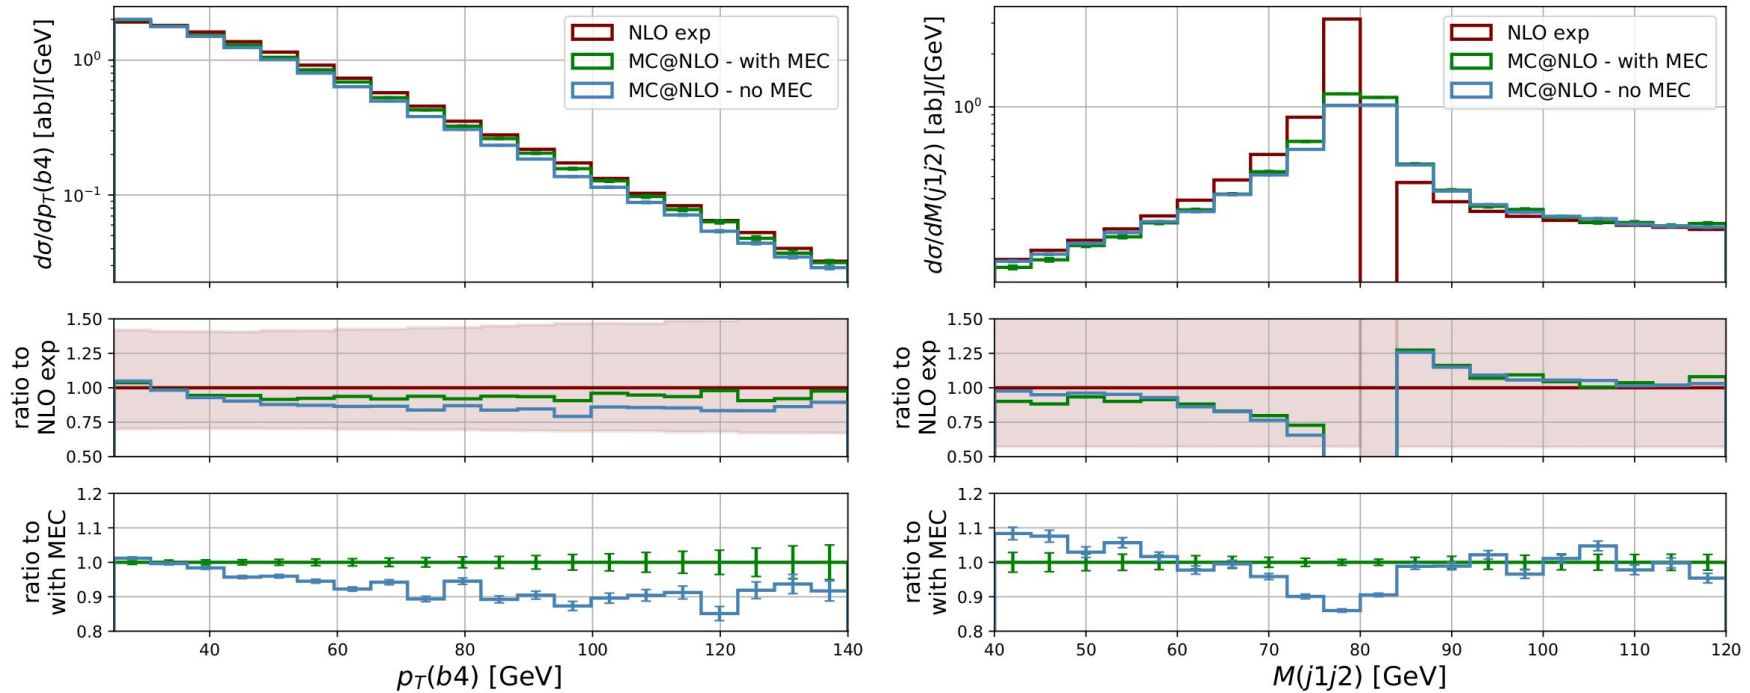 dσ/dp_T(b4) [ab]/[GeV]
10⁰
10⁻¹
NLO exp
MC@NLO - with MEC
MC@NLO - no MEC
ratio to
NLO exp
1.50
1.25
1.00
0.75
0.50
ratio to
with MEC
1.2
1.1
1.0
0.9
0.8
40 60 80 100 120 140
p_T(b4) [GeV]
dσ/dM(j1j2) [ab]/[GeV]
10⁰
NLO exp
MC@NLO - with MEC
MC@NLO - no MEC
ratio to
NLO exp
1.50
1.25
1.00
0.75
0.50
ratio to
with MEC
1.2
1.1
1.0
0.9
0.8
40 50 60 70 80 90 100 110 120
M(j1j2) [GeV]